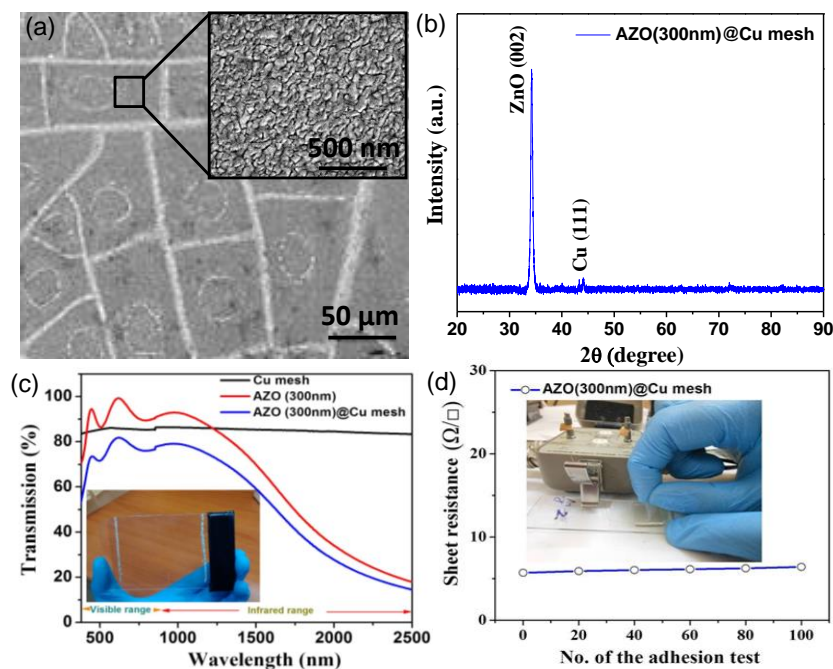 (a)
500 nm
50 µm
(b)
AZO(300nm)@Cu mesh
ZnO (002)
Cu (111)
Intensity (a.u.)
20 30 40 50 60 70 80 90
2θ (degree)
(c)
Cu mesh
AZO (300nm)
AZO (300nm)@Cu mesh
Transmission (%)
100
80
60
40
20
0
Visible range
Infrared range
500 1000 1500 2000 2500
Wavelength (nm)
(d)
AZO(300nm)@Cu mesh
Sheet resistance (Ω/□)
30
20
10
0
0 20 40 60 80 100
No. of the adhesion test